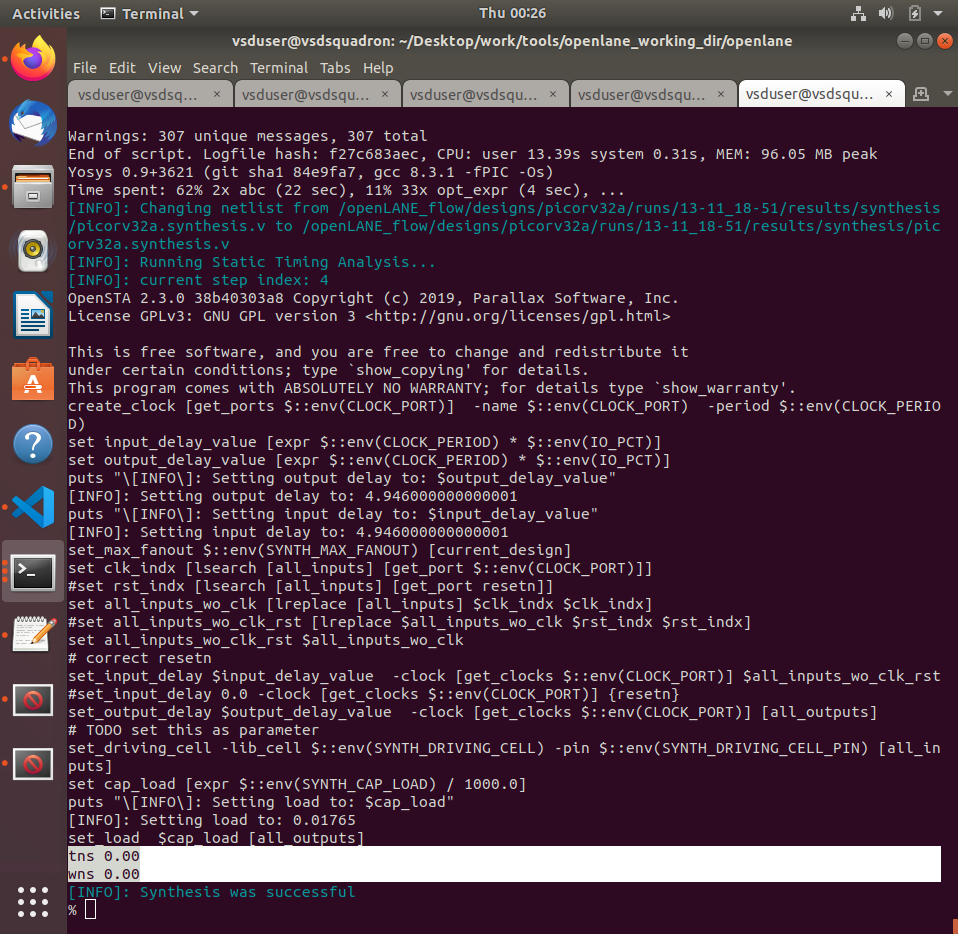 Activities
Terminal
Thu 00:26
vsduser@vsdsquadron: ~/Desktop/work/tools/openlane_working_dir/openlane
File Edit View Search Terminal Tabs Help
vsduser@vsdsq... × vsduser@vsdsqu... × vsduser@vsdsqu... × vsduser@vsdsqu... × vsduser@vsdsqu... ×
Warnings: 307 unique messages, 307 total
End of script. Logfile hash: f27c683aec, CPU: user 13.39s system 0.31s, MEM: 96.05 MB peak
Yosys 0.9+3621 (git sha1 84e9fa7, gcc 8.3.1 -fPIC -Os)
Time spent: 62% 2x abc (22 sec), 11% 33x opt_expr (4 sec), ...
[INFO]: Changing netlist from /openLANE_flow/designs/picorv32a/runs/13-11_18-51/results/synthesis
/picorv32a.synthesis.v to /openLANE_flow/designs/picorv32a/runs/13-11_18-51/results/synthesis/pic
orv32a.synthesis.v
[INFO]: Running Static Timing Analysis...
[INFO]: current step index: 4
OpenSTA 2.3.0 38b40303a8 Copyright (c) 2019, Parallax Software, Inc.
License GPLv3: GNU GPL version 3 <http://gnu.org/licenses/gpl.html>
This is free software, and you are free to change and redistribute it
under certain conditions; type `show_copying' for details.
This program comes with ABSOLUTELY NO WARRANTY; for details type `show_warranty'.
create_clock [get_ports $::env(CLOCK_PORT)]  -name $::env(CLOCK_PORT)  -period $::env(CLOCK_PERIO
D)
set input_delay_value [expr $::env(CLOCK_PERIOD) * $::env(IO_PCT)]
set output_delay_value [expr $::env(CLOCK_PERIOD) * $::env(IO_PCT)]
puts "\[INFO\]: Setting output delay to: $output_delay_value"
[INFO]: Setting output delay to: 4.946000000000001
puts "\[INFO\]: Setting input delay to: $input_delay_value"
[INFO]: Setting input delay to: 4.946000000000001
set_max_fanout $::env(SYNTH_MAX_FANOUT) [current_design]
set clk_indx [lsearch [all_inputs] [get_port $::env(CLOCK_PORT)]]
#set rst_indx [lsearch [all_inputs] [get_port resetn]]
set all_inputs_wo_clk [lreplace [all_inputs] $clk_indx $clk_indx]
#set all_inputs_wo_clk_rst [lreplace $all_inputs_wo_clk $rst_indx $rst_indx]
set all_inputs_wo_clk_rst $all_inputs_wo_clk
# correct resetn
set_input_delay $input_delay_value  -clock [get_clocks $::env(CLOCK_PORT)] $all_inputs_wo_clk_rst
#set_input_delay 0.0 -clock [get_clocks $::env(CLOCK_PORT)] {resetn}
set_output_delay $output_delay_value  -clock [get_clocks $::env(CLOCK_PORT)] [all_outputs]
# TODO set this as parameter
set_driving_cell -lib_cell $::env(SYNTH_DRIVING_CELL) -pin $::env(SYNTH_DRIVING_CELL_PIN) [all_in
puts]
set cap_load [expr $::env(SYNTH_CAP_LOAD) / 1000.0]
puts "\[INFO\]: Setting load to: $cap_load"
[INFO]: Setting load to: 0.01765
set_load  $cap_load [all_outputs]
tns 0.00
wns 0.00
[INFO]: Synthesis was successful
%